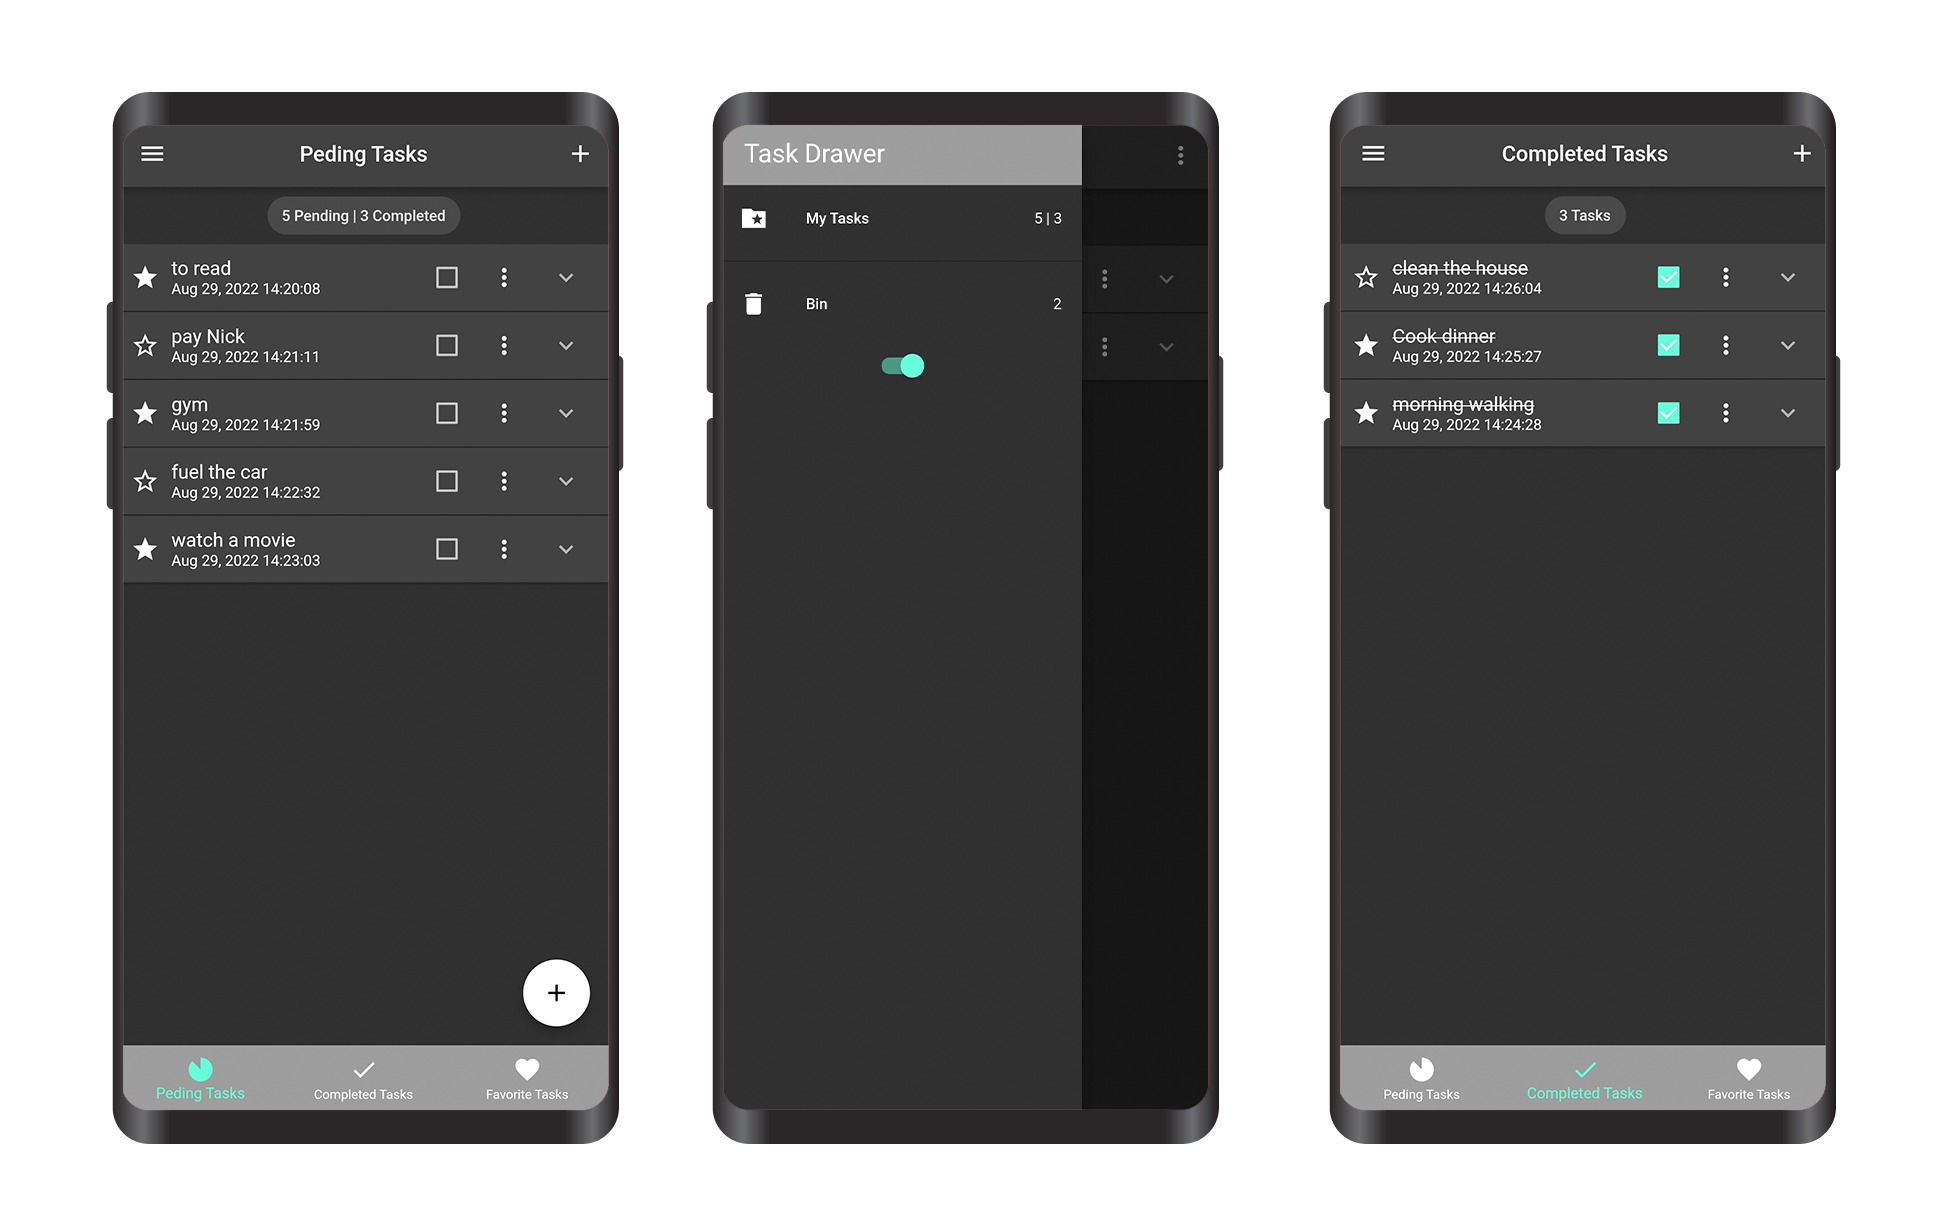 Peding Tasks
5 Pending | 3 Completed
to read
Aug 29, 2022 14:20:08
pay Nick
Aug 29, 2022 14:21:11
gym
Aug 29, 2022 14:21:59
fuel the car
Aug 29, 2022 14:22:32
watch a movie
Aug 29, 2022 14:23:03
Peding Tasks
Completed Tasks
Favorite Tasks
Task Drawer
My Tasks 5 | 3
Bin 2
Completed Tasks
3 Tasks
clean the house
Aug 29, 2022 14:26:04
Cook dinner
Aug 29, 2022 14:25:27
morning walking
Aug 29, 2022 14:24:28
Peding Tasks
Completed Tasks
Favorite Tasks